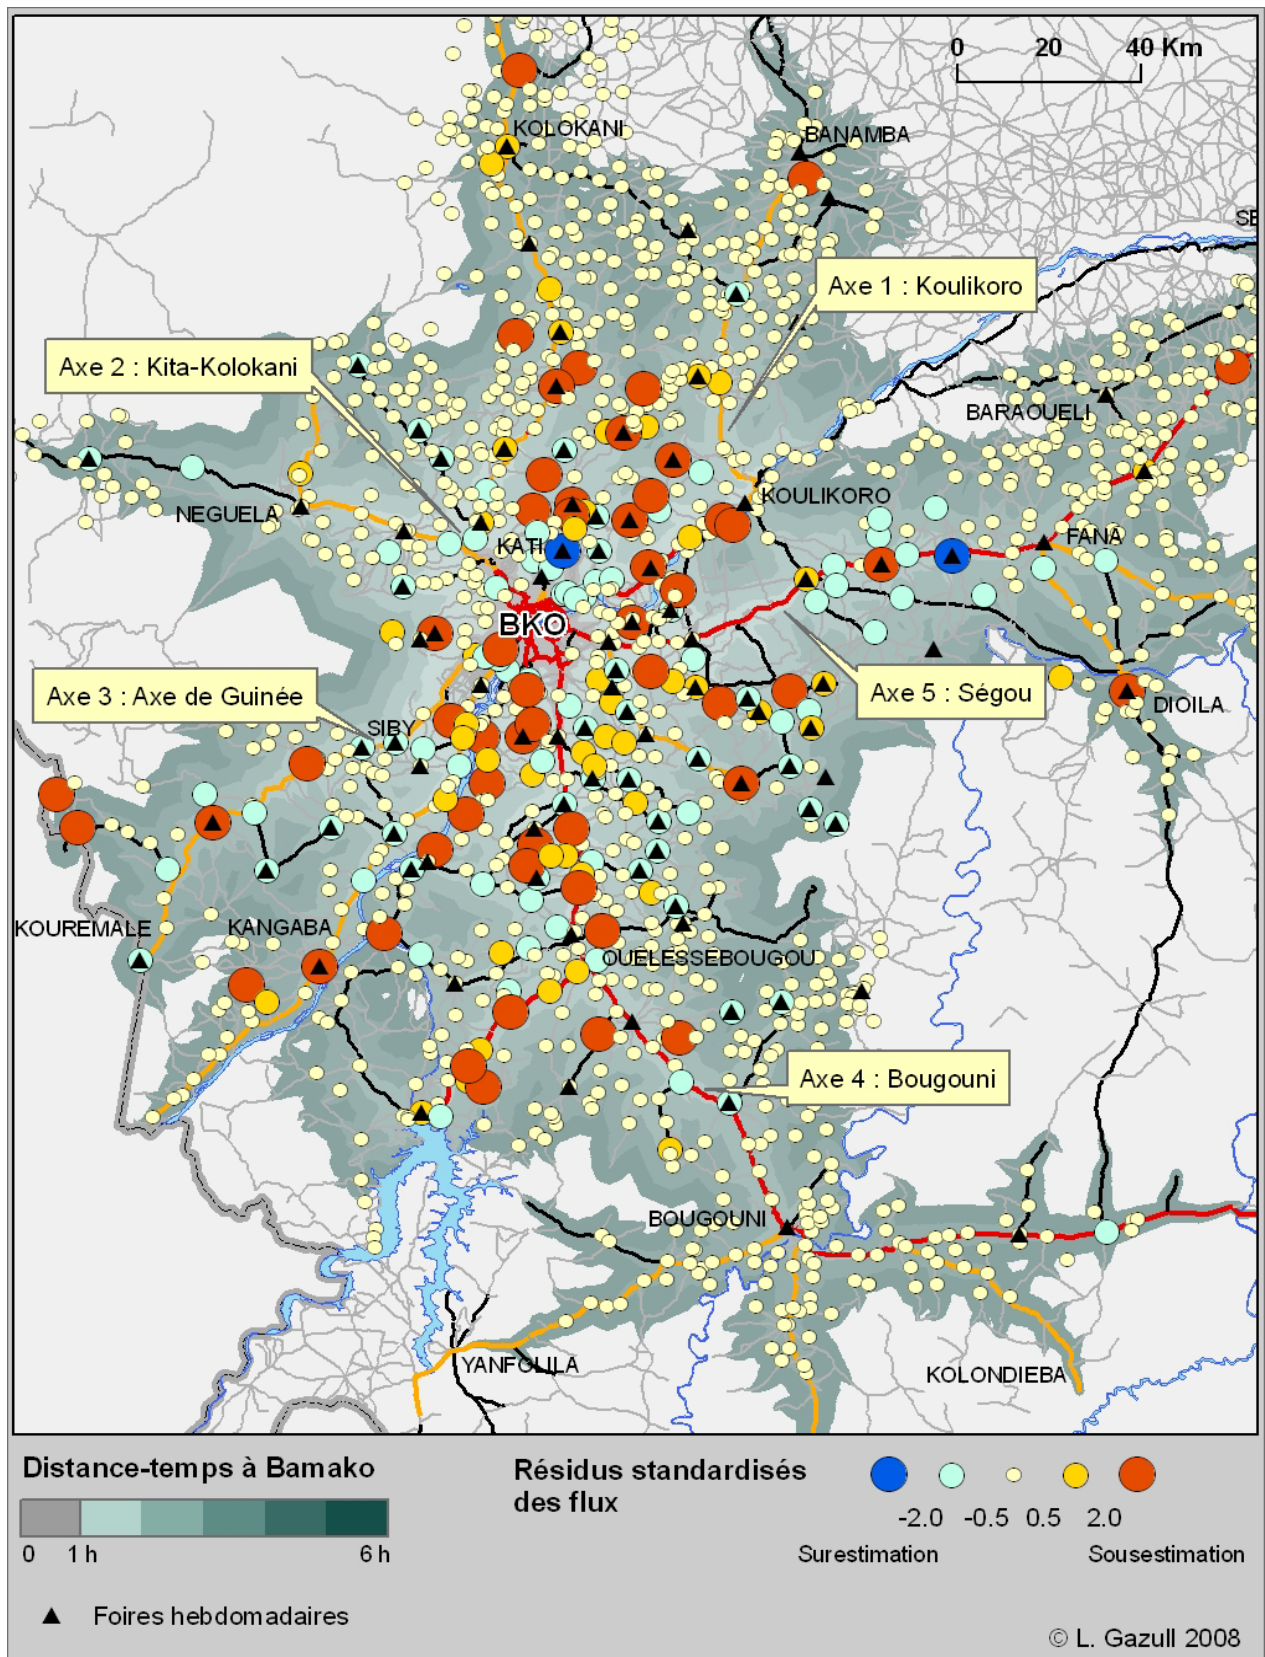 0 20 40 Km
KOLOKANI
BANAMBA
SE
Axe 1 : Koulikoro
Axe 2 : Kita-Kolokani
BARAOUELI
NEGUELA
KOULIKORO
KATI
FANA
BKO
Axe 3 : Axe de Guinée
Axe 5 : Ségou
SIBY
DIOILA
KOUREMALE
KANGABA
OUELESSEBOUGOU
Axe 4 : Bougouni
BOUGOUNI
YANFOLILA
KOLONDIEBA
Distance-temps à Bamako
0 1 h 6 h
Résidus standardisés
des flux
-2.0 -0.5 0.5 2.0
Surestimation Sousestimation
Foires hebdomadaires
© L. Gazull 2008